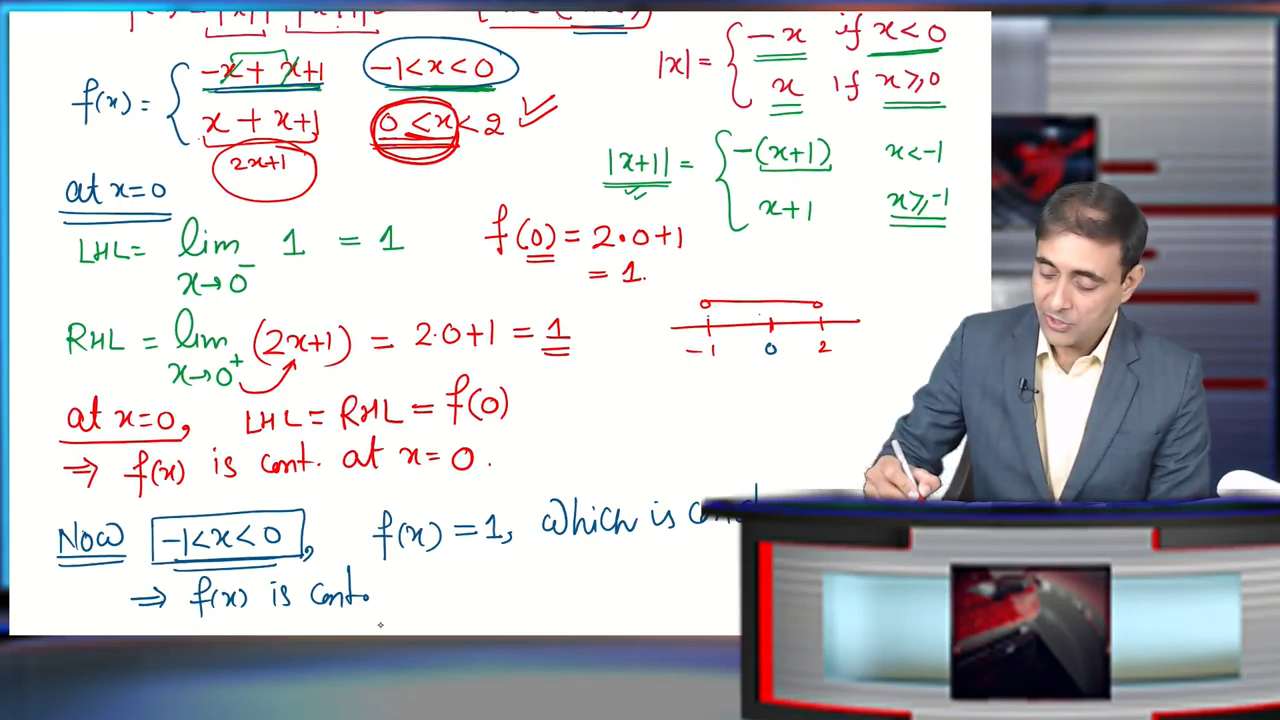 f(x) = { -x + x+1   -1<x<0
x + x+1   0 ≤ x < 2 ✓
2x+1
|x| = { -x if x<0
x if x ≥ 0
|x+1| = { -(x+1)   x<-1
x+1   x ≥ -1
at x=0
LHL = lim x→0⁻ 1 = 1
f(0) = 2·0+1
= 1.
RHL = lim x→0⁺ (2x+1) = 2·0+1 = 1
-1 0 2
at x=0, LHL = RHL = f(0)
⇒ f(x) is cont. at x=0.
Now -1<x<0, f(x) = 1, which is
⇒ f(x) is cont.